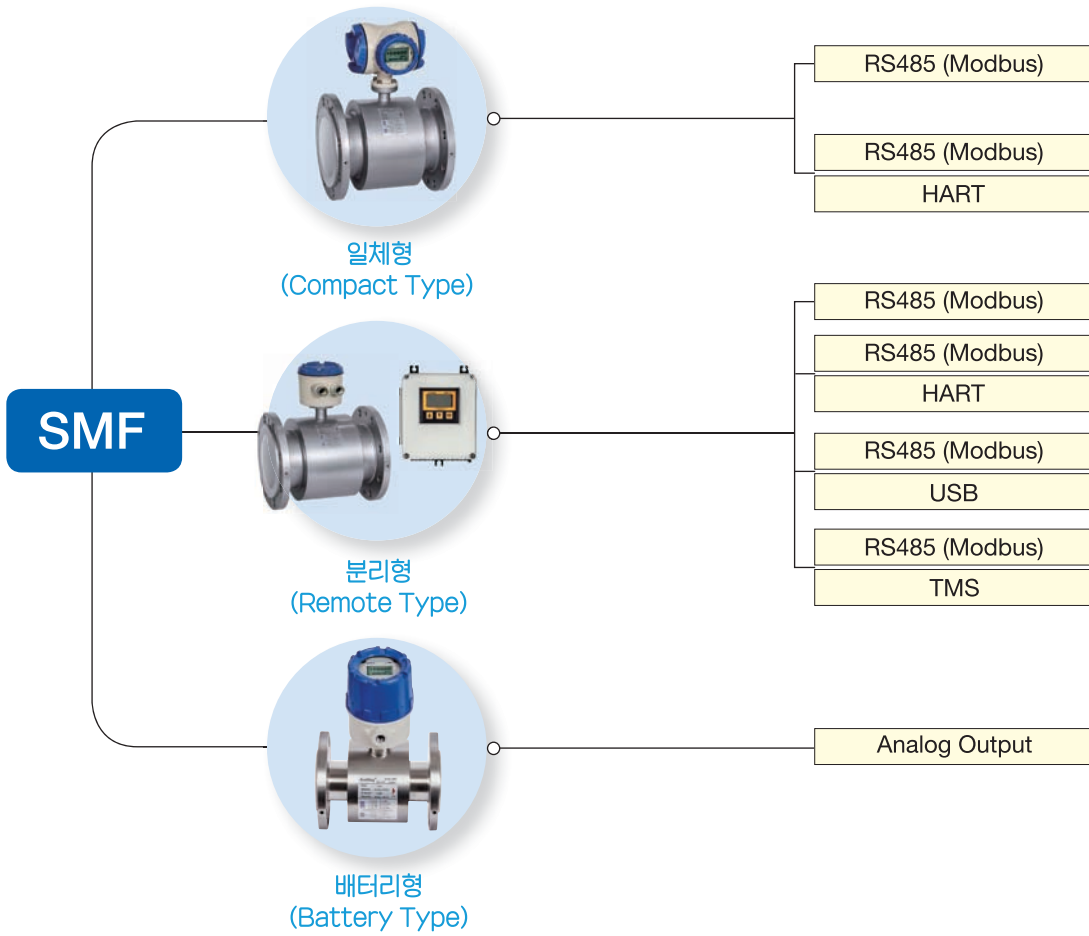 RS485 (Modbus)
RS485 (Modbus)
HART
일체형
(Compact Type)
RS485 (Modbus)
RS485 (Modbus)
HART
SMF
RS485 (Modbus)
USB
RS485 (Modbus)
TMS
분리형
(Remote Type)
Analog Output
배터리형
(Battery Type)